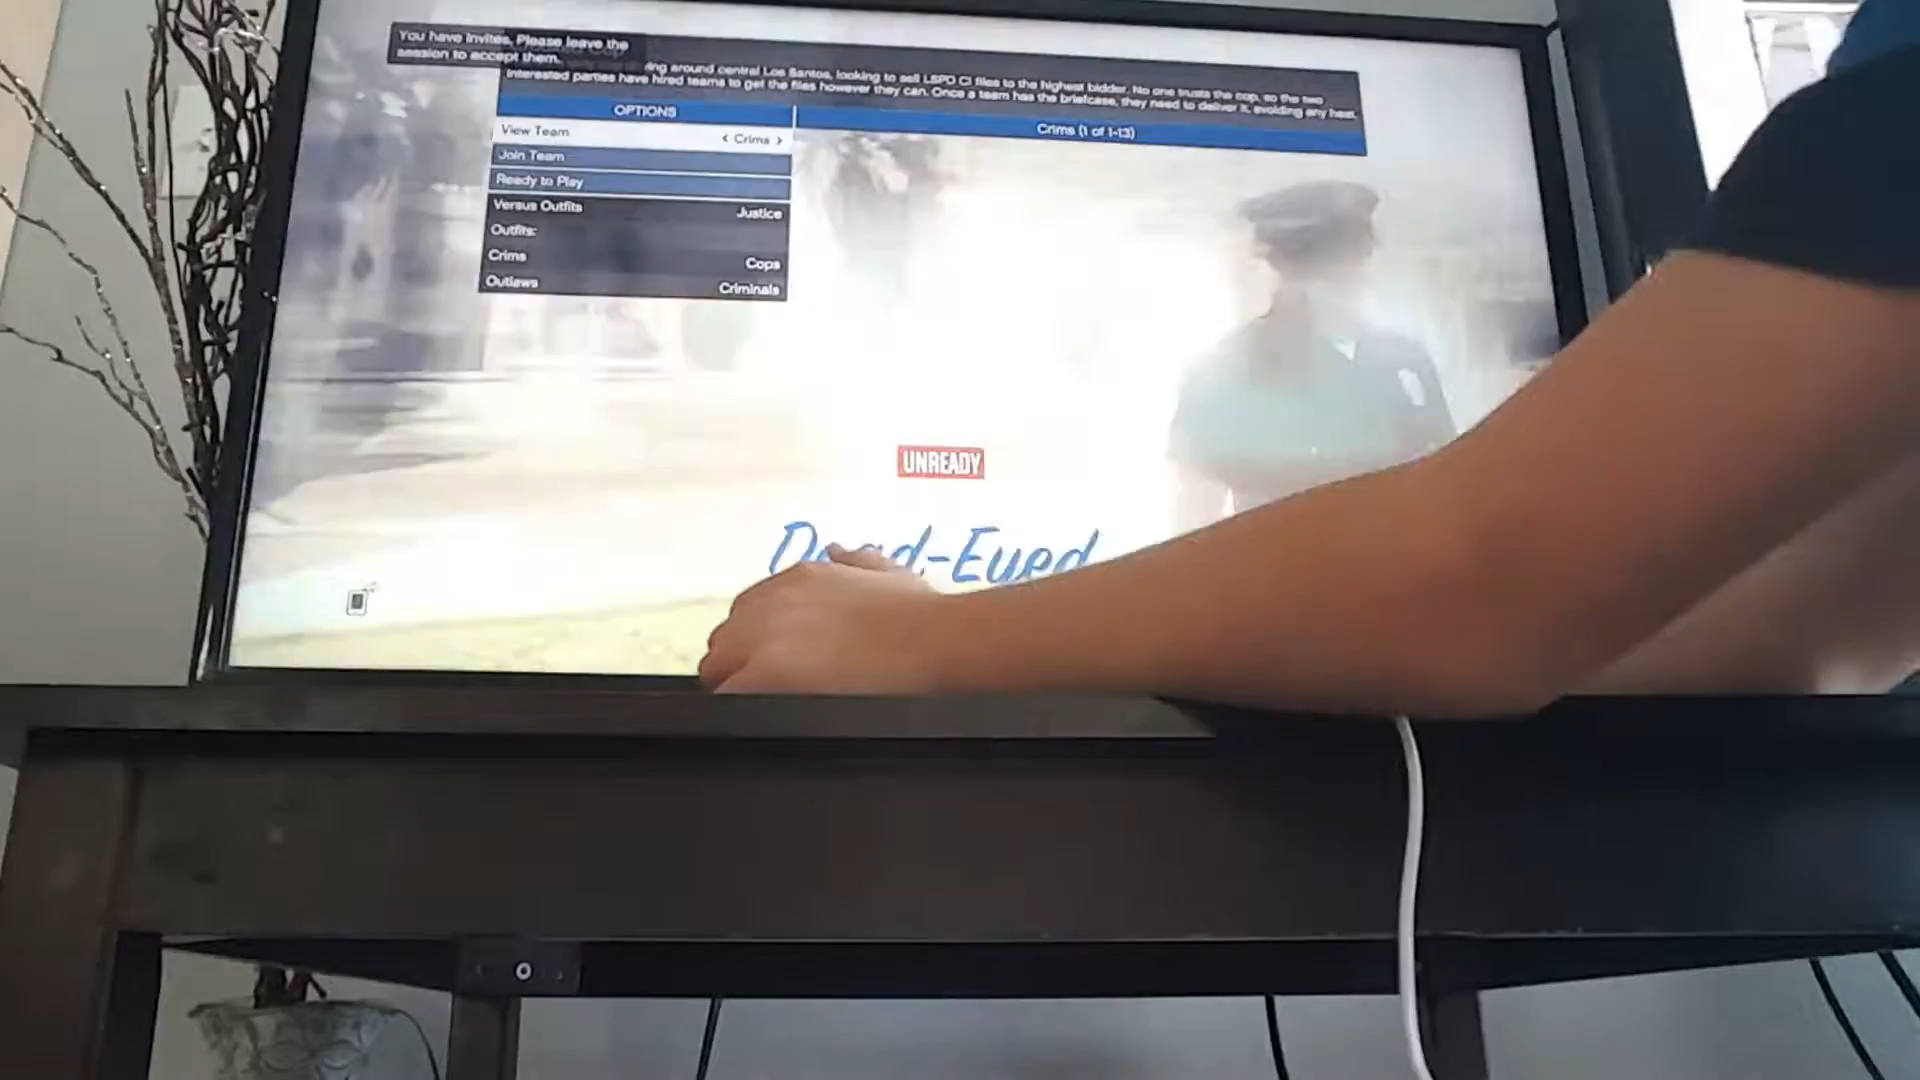 You have invites. Please leave the
session to accept them.
ing around central Los Santos, looking to sell LSPD CI files to the highest bidder. No one trusts the cop, so the two
interested parties have hired teams to get the files however they can. Once a team has the briefcase, they need to deliver it, avoiding any heat.
OPTIONS
Crims (1 of 1-13)
View Team
< Crims >
Join Team
Ready to Play
Versus Outfits
Justice
Outfits:
Crims
Cops
Outlaws
Criminals
UNREADY
Dead-Eyed